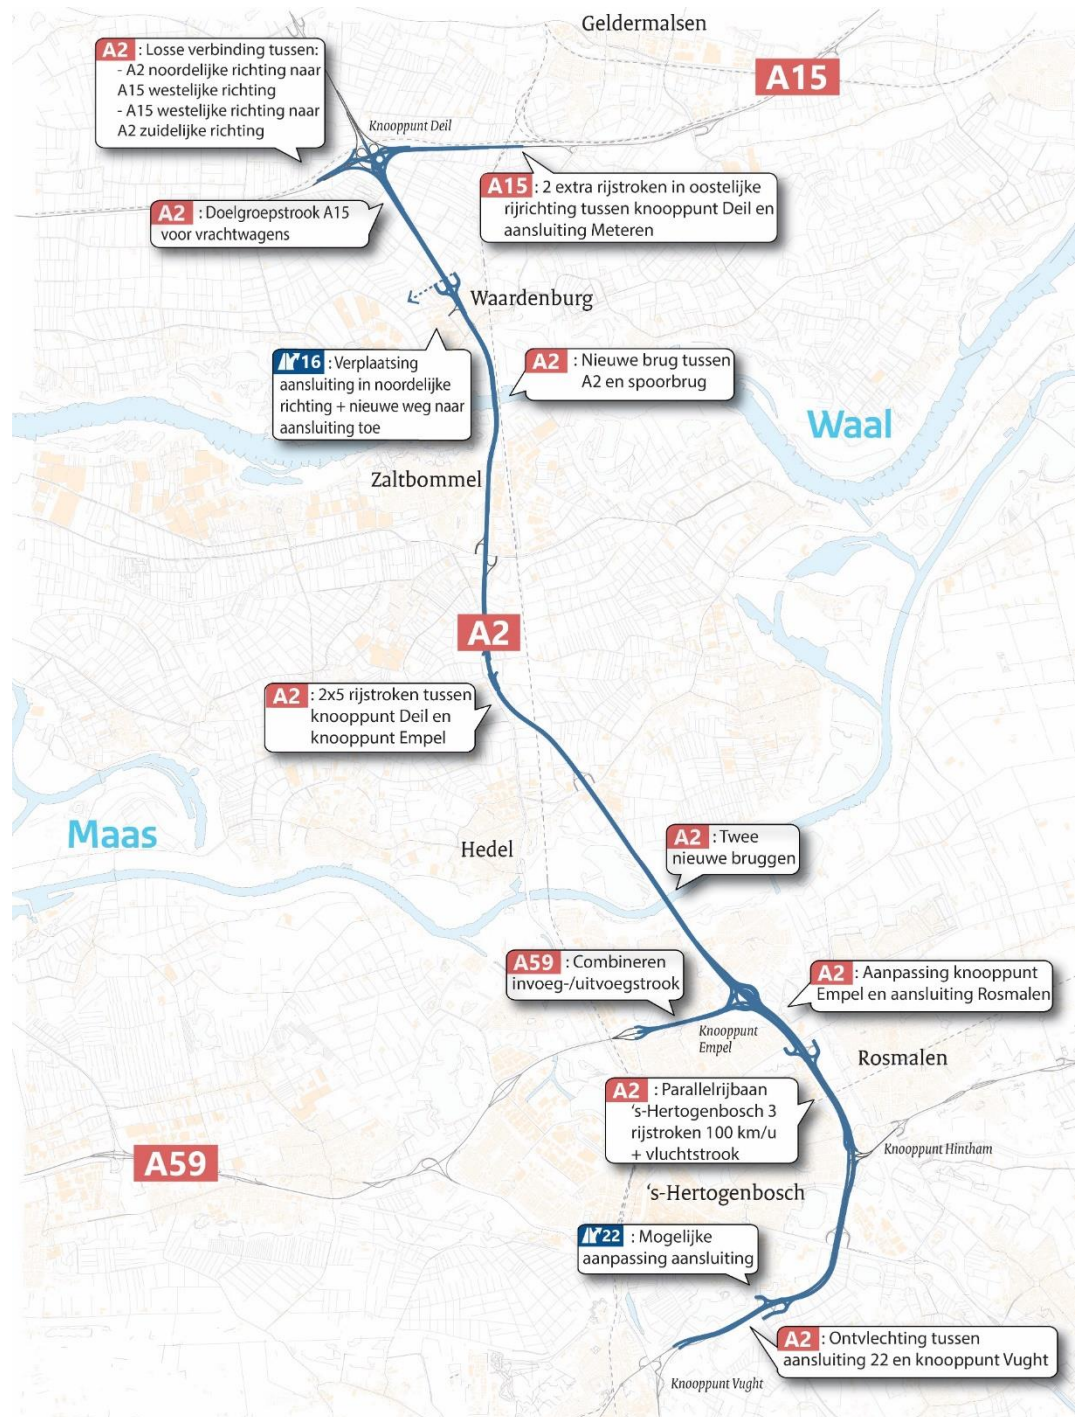 Geldermalsen
A2 : Losse verbinding tussen:
- A2 noordelijke richting naar
A15 westelijke richting
- A15 westelijke richting naar
A2 zuidelijke richting
A15
Knooppunt Deil
A15 : 2 extra rijstroken in oostelijke
rijrichting tussen knooppunt Deil en
aansluiting Meteren
A2 : Doelgroepstrook A15
voor vrachtwagens
Waardenburg
16 : Verplaatsing
aansluiting in noordelijke
richting + nieuwe weg naar
aansluiting toe
A2 : Nieuwe brug tussen
A2 en spoorbrug
Waal
Zaltbommel
A2
A2 : 2x5 rijstroken tussen
knooppunt Deil en
knooppunt Empel
Maas
Hedel
A2 : Twee
nieuwe bruggen
A59 : Combineren
invoeg-/uitvoegstrook
A2 : Aanpassing knooppunt
Empel en aansluiting Rosmalen
Knooppunt
Empel
Rosmalen
A2 : Parallelrijbaan
‘s-Hertogenbosch 3
rijstroken 100 km/u
+ vluchtstrook
Knooppunt Hintham
A59
‘s-Hertogenbosch
22 : Mogelijke
aanpassing aansluiting
A2 : Ontvlechting tussen
aansluiting 22 en knooppunt Vught
Knooppunt Vught